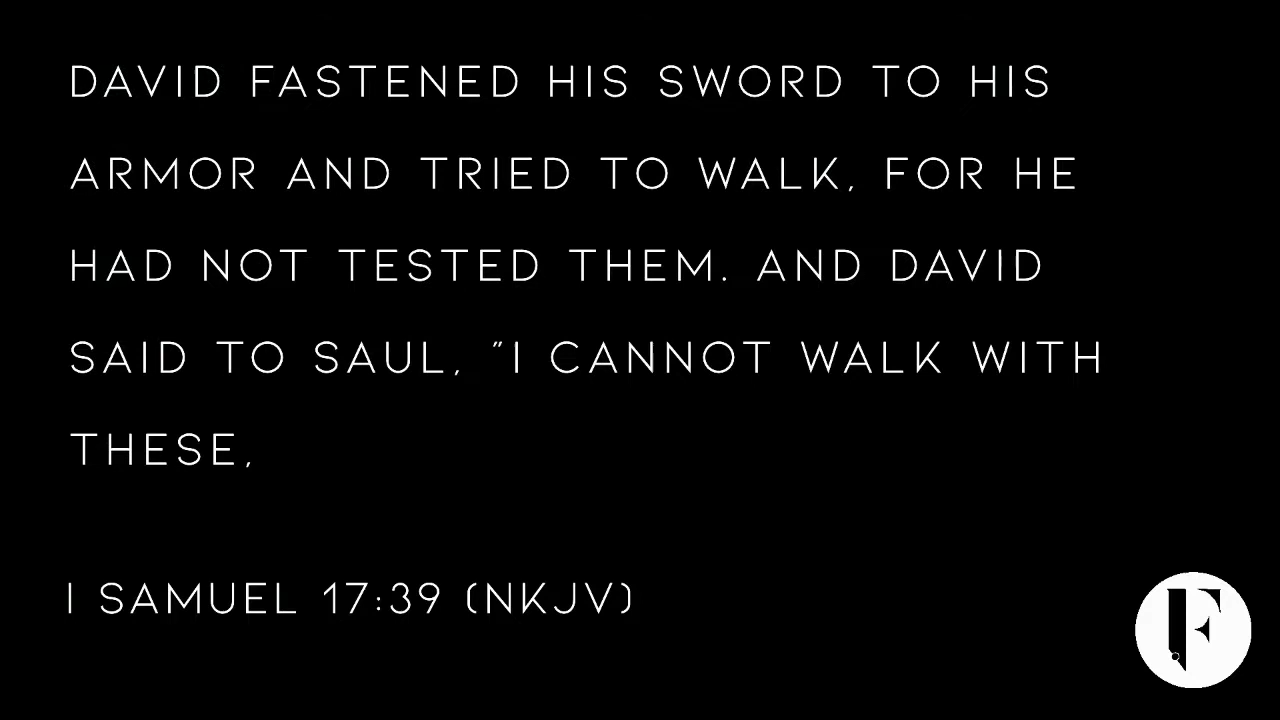 DAVID FASTENED HIS SWORD TO HIS
ARMOR AND TRIED TO WALK, FOR HE
HAD NOT TESTED THEM. AND DAVID
SAID TO SAUL, "I CANNOT WALK WITH
THESE,
I SAMUEL 17:39 (NKJV)
F